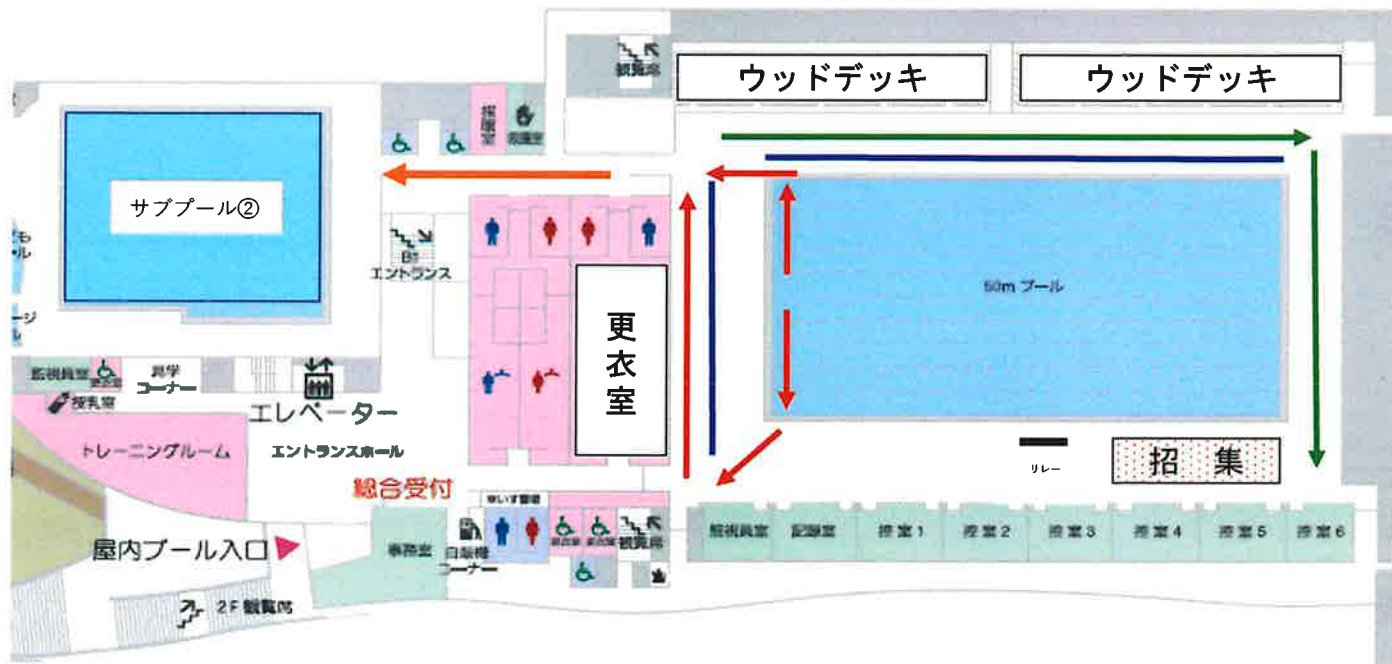 観覧席
ウッドデッキ
ウッドデッキ
採暖室
救護室
サブプール②
B1
エントランス
50m プール
更衣室
監視員室
見学
コーナー
授乳室
エレベーター
トレーニングルーム
エントランスホール
総合受付
リレー
招 集
屋内プール入口
事務室
自販機
コーナー
車いす置場
観覧席
監視員室
記録室
控室1
控室2
控室3
控室4
控室5
控室6
2F 観覧席